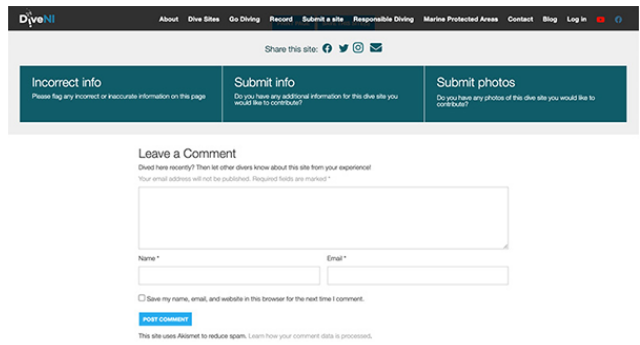 DiveNI
About Dive Sites Go Diving Record Submit a site Responsible Diving Marine Protected Areas Contact Blog Log in
Share this site:
Incorrect info
Please flag any incorrect or inaccurate information on this page
Submit info
Do you have any additional information for this dive site you
would like to contribute?
Submit photos
Do you have any photos of this dive site you would like to
contribute?
Leave a Comment
Dived here recently? Then let other divers know about this site from your experience!
Your email address will not be published. Required fields are marked *
Name *
Email *
Save my name, email, and website in this browser for the next time I comment.
POST COMMENT
This site uses Akismet to reduce spam. Learn how your comment data is processed.